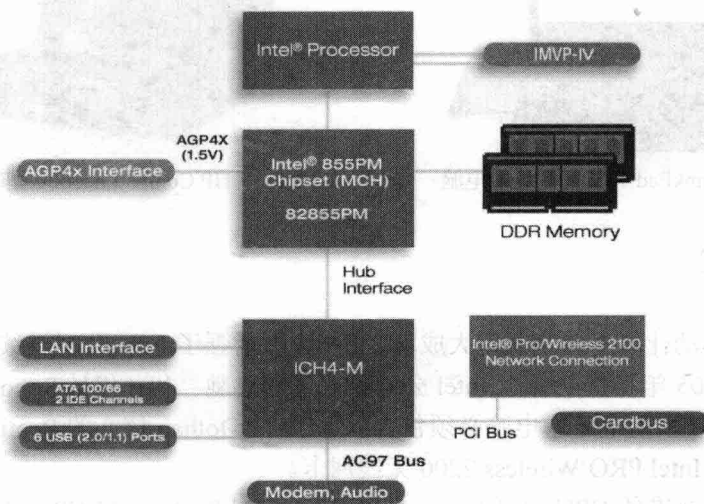 Intel® Processor
IMVP-IV
AGP4X
(1.5V)
AGP4x Interface
Intel® 855PM
Chipset (MCH)
82855PM
DDR Memory
Hub
Interface
LAN Interface
ATA 100/66
2 IDE Channels
6 USB (2.0/1.1) Ports
ICH4-M
Intel® Pro/Wireless 2100
Network Connection
PCI Bus
Cardbus
AC97 Bus
Modem, Audio